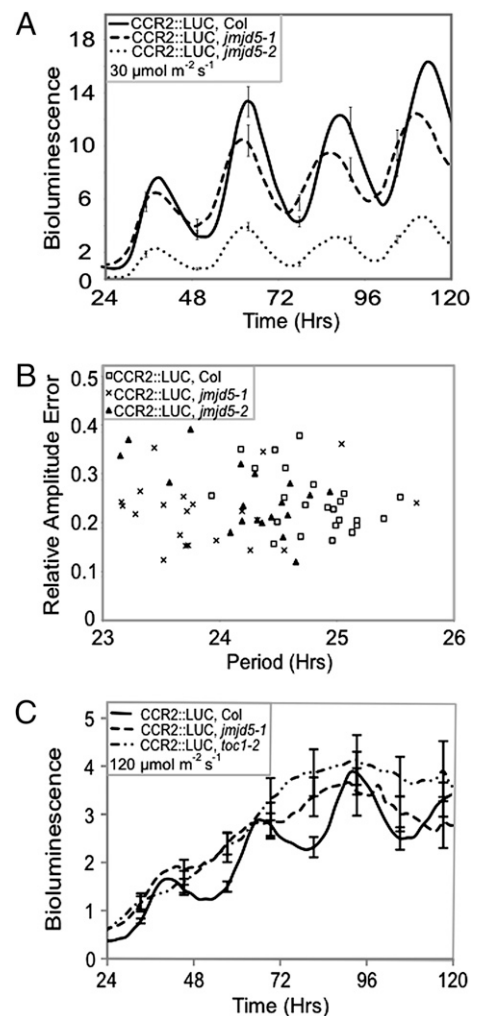 A
18
14
10
6
2
0
Bioluminescence
CCR2::LUC, Col
CCR2::LUC, jmjd5-1
CCR2::LUC, jmjd5-2
30 µmol m-2 s-1
24 48 72 96 120
Time (Hrs)
B
0.5
0.4
0.3
0.2
0.1
0
Relative Amplitude Error
CCR2::LUC, Col
CCR2::LUC, jmjd5-1
CCR2::LUC, jmjd5-2
23 24 25 26
Period (Hrs)
C
5
4
3
2
1
0
Bioluminescence
CCR2::LUC, Col
CCR2::LUC, jmjd5-1
CCR2::LUC, toc1-2
120 µmol m-2 s-1
24 48 72 96 120
Time (Hrs)